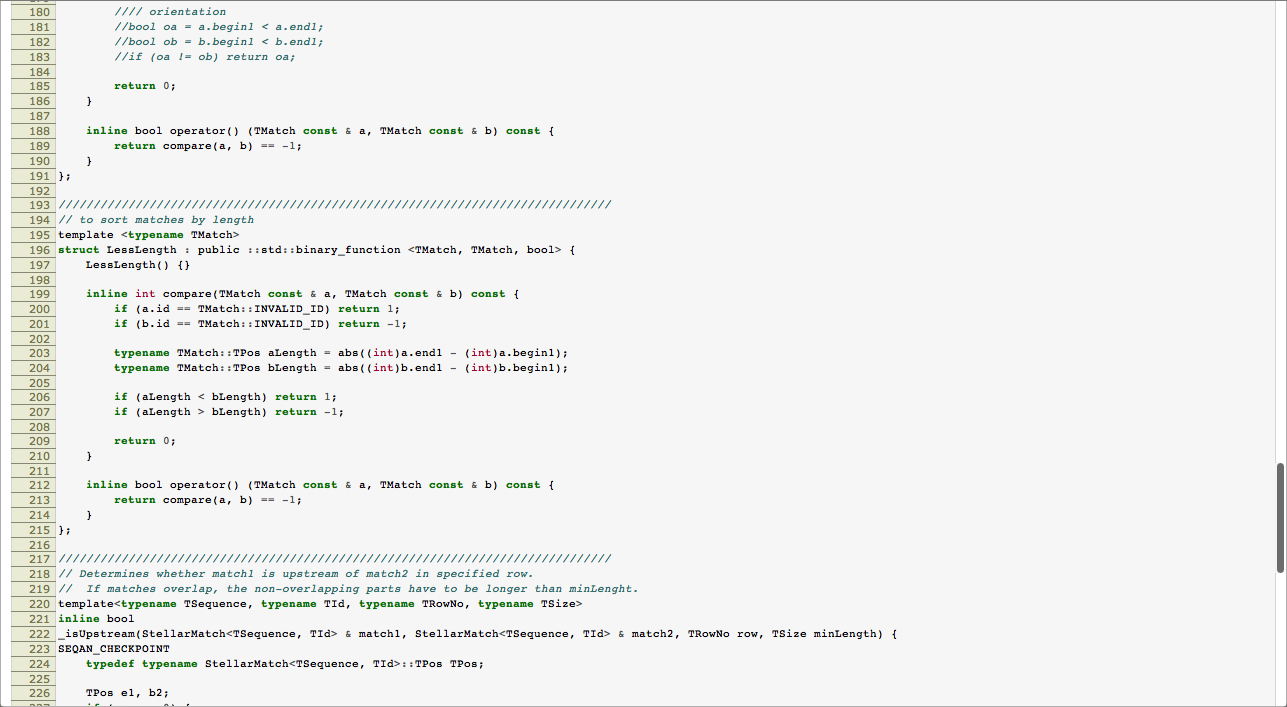 180 //// orientation
181 //bool oa = a.begin1 < a.end1;
182 //bool ob = b.begin1 < b.end1;
183 //if (oa != ob) return oa;
184
185 return 0;
186 }
187
188 inline bool operator() (TMatch const & a, TMatch const & b) const {
189 return compare(a, b) == -1;
190 }
191 };
192
193 ///////////////////////////////////////////////////////////////////////////////
194 // to sort matches by length
195 template <typename TMatch>
196 struct LessLength : public ::std::binary_function <TMatch, TMatch, bool> {
197 LessLength() {}
198
199 inline int compare(TMatch const & a, TMatch const & b) const {
200 if (a.id == TMatch::INVALID_ID) return 1;
201 if (b.id == TMatch::INVALID_ID) return -1;
202
203 typename TMatch::TPos aLength = abs((int)a.end1 - (int)a.begin1);
204 typename TMatch::TPos bLength = abs((int)b.end1 - (int)b.begin1);
205
206 if (aLength < bLength) return 1;
207 if (aLength > bLength) return -1;
208
209 return 0;
210 }
211
212 inline bool operator() (TMatch const & a, TMatch const & b) const {
213 return compare(a, b) == -1;
214 }
215 };
216
217 ///////////////////////////////////////////////////////////////////////////////
218 // Determines whether match1 is upstream of match2 in specified row.
219 //  If matches overlap, the non-overlapping parts have to be longer than minLenght.
220 template<typename TSequence, typename TId, typename TRowNo, typename TSize>
221 inline bool
222 _isUpstream(StellarMatch<TSequence, TId> & match1, StellarMatch<TSequence, TId> & match2, TRowNo row, TSize minLength) {
223 SEQAN_CHECKPOINT
224 typedef typename StellarMatch<TSequence, TId>::TPos TPos;
225
226 TPos e1, b2;